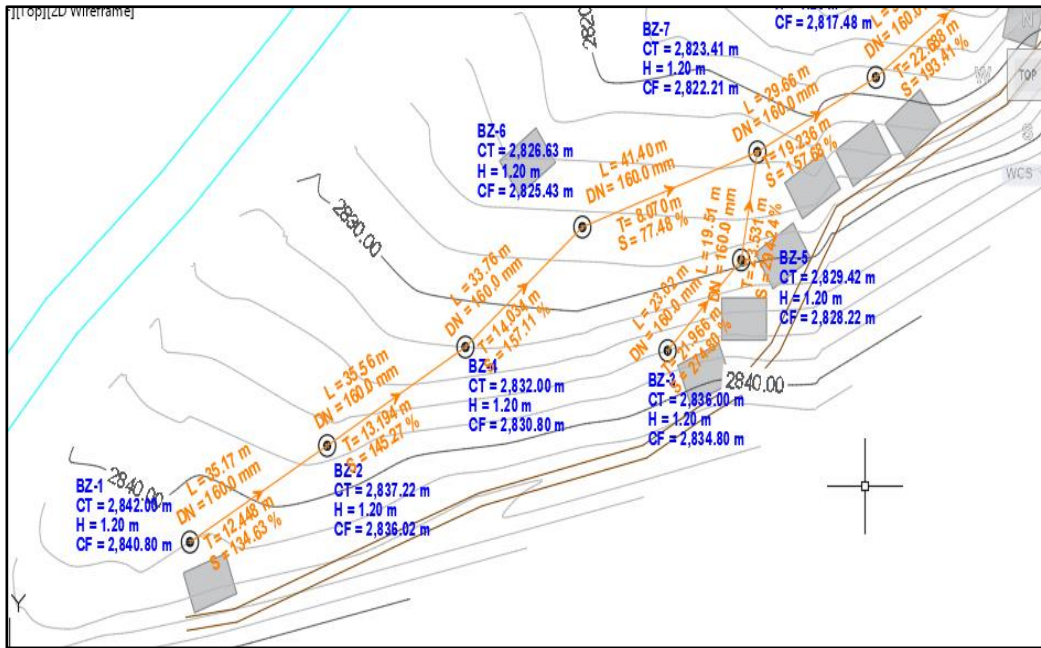 -][Top][2D Wireframe]
2820
BZ-7
CT = 2,823.41 m
H = 1.20 m
CF = 2,822.21 m
CF = 2,817.48 m
DN = 160.0
T = 22.688 m
S = 193.41 %
N
W
TOP
S
WCS
L = 29.66 m
DN = 160.0 mm
T = 19.236 m
S = 157.68 %
BZ-6
CT = 2,826.63 m
H = 1.20 m
CF = 2,825.43 m
L = 41.40 m
DN = 160.0 mm
T = 8.070 m
S = 77.48 %
2830.00
L = 19.51 m
DN = 160.0 mm
BZ-5
CT = 2,829.42 m
H = 1.20 m
CF = 2,828.22 m
L = 33.76 m
DN = 160.0 mm
T = 14.034 m
S = 157.11 %
DN = 160.0 mm
T = 21.966 m
S = 274.80 %
BZ-4
CT = 2,832.00 m
H = 1.20 m
CF = 2,830.80 m
BZ-3
CT = 2,836.00 m
H = 1.20 m
CF = 2,834.80 m
2840.00
L = 35.56 m
DN = 160.0 mm
T = 13.194 m
S = 145.27 %
BZ-2
CT = 2,837.22 m
H = 1.20 m
CF = 2,836.02 m
2840.00
L = 35.17 m
DN = 160.0 mm
T = 12.448 m
S = 134.63 %
BZ-1
CT = 2,842.00 m
H = 1.20 m
CF = 2,840.80 m
Y